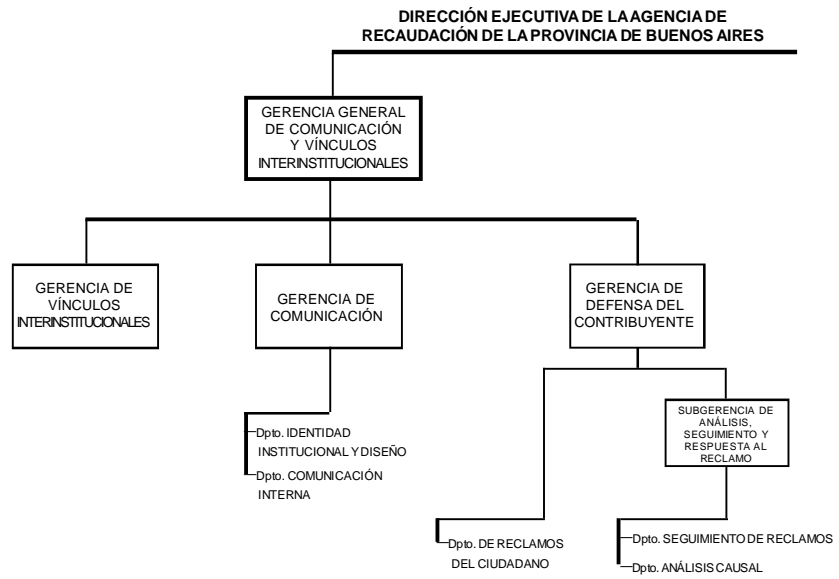 DIRECCIÓN EJECUTIVA DE LA AGENCIA DE
RECAUDACIÓN DE LA PROVINCIA DE BUENOS AIRES
GERENCIA GENERAL
DE COMUNICACIÓN
Y VÍNCULOS
INTERINSTITUCIONALES
GERENCIA DE
VÍNCULOS
INTERINSTITUCIONALES
GERENCIA DE
COMUNICACIÓN
GERENCIA DE
DEFENSA DEL
CONTRIBUYENTE
Dpto. IDENTIDAD
INSTITUCIONAL Y DISEÑO
Dpto. COMUNICACIÓN
INTERNA
SUBGERENCIA DE
ANÁLISIS,
SEGUIMIENTO Y
RESPUESTA AL
RECLAMO
Dpto. DE RECLAMOS
DEL CIUDADANO
Dpto. SEGUIMIENTO DE RECLAMOS
Dpto. ANÁLISIS CAUSAL